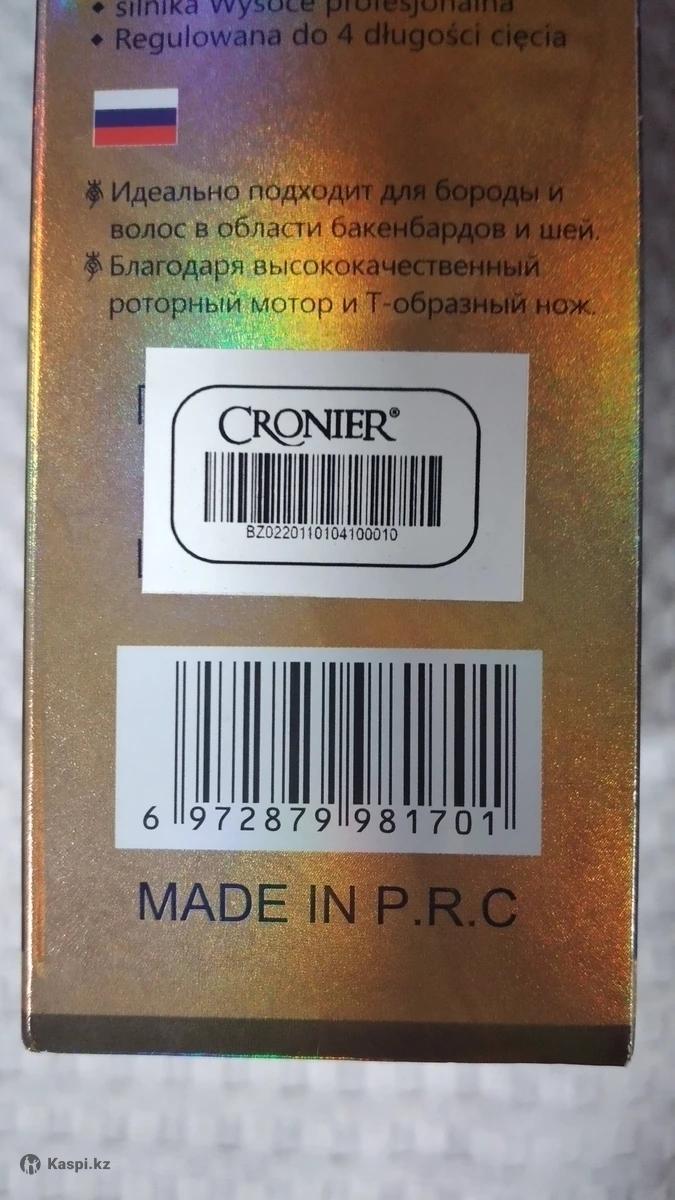 silnika Wysoce profesjonalna
Regulowana do 4 długości cięcia
Идеально подходит для бороды и
волос в области бакенбардов и шей.
Благодаря высококачественный
роторный мотор и Т-образный нож.
CRONIER®
BZ0220110104100010
6 972879 981701
MADE IN P.R.C
Kaspi.kz